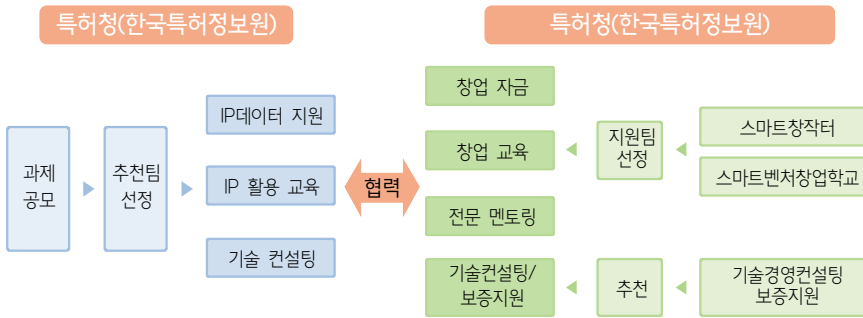 특허청(한국특허정보원)
특허청(한국특허정보원)
과제
공모
추천팀
선정
IP데이터 지원
IP 활용 교육
기술 컨설팅
협력
창업 자금
창업 교육
전문 멘토링
기술컨설팅/
보증지원
지원팀
선정
추천
스마트창작터
스마트벤처창업학교
기술경영컨설팅
보증지원